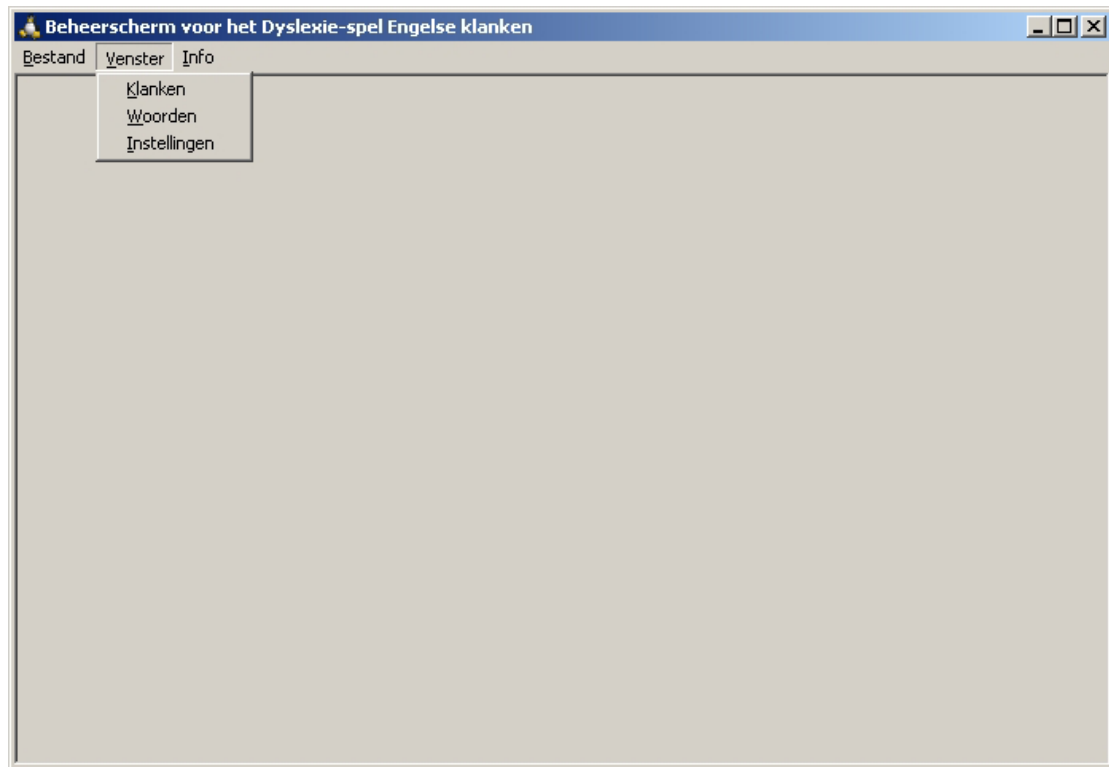 Beheerscherm voor het Dyslexie-spel Engelse klanken
Bestand Venster Info
Klanken
Woorden
Instellingen